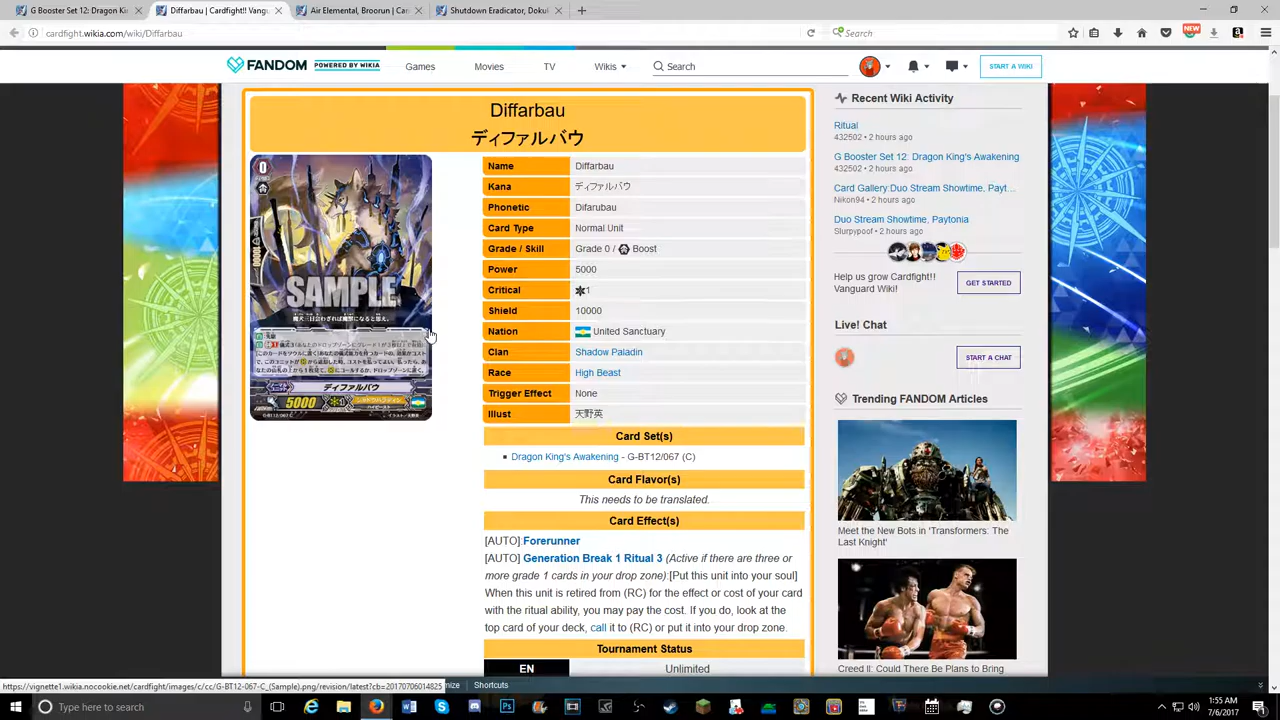 G Booster Set 12: Dragon Kin
Diffarbau | Cardfight!! Vangu
Air Elemental, Broorun | Car
Shutdown Eradicator, Doku
cardfight.wikia.com/wiki/Diffarbau
Search
NEW
FANDOM POWERED BY WIKIA
Games
Movies
TV
Wikis
Search
START A WIKI
Diffarbau
ディファルバウ
Name Diffarbau
Kana ディファルバウ
Phonetic Difarubau
Card Type Normal Unit
Grade / Skill Grade 0 / Boost
Power 5000
Critical 1
Shield 10000
Nation United Sanctuary
Clan Shadow Paladin
Race High Beast
Trigger Effect None
Illust 天野英
0
10000
SAMPLE
ディファルバウ
5000
1
Card Set(s)
Dragon King's Awakening - G-BT12/067 (C)
Card Flavor(s)
This needs to be translated.
Card Effect(s)
[AUTO]:Forerunner
[AUTO] Generation Break 1 Ritual 3 (Active if there are three or
more grade 1 cards in your drop zone):[Put this unit into your soul]
When this unit is retired from (RC) for the effect or cost of your card
with the ritual ability, you may pay the cost. If you do, look at the
top card of your deck, call it to (RC) or put it into your drop zone.
Tournament Status
EN Unlimited
Recent Wiki Activity
Ritual
432502 • 2 hours ago
G Booster Set 12: Dragon King's Awakening
432502 • 2 hours ago
Card Gallery:Duo Stream Showtime, Payt...
Nikon94 • 2 hours ago
Duo Stream Showtime, Paytonia
Slurpypoof • 2 hours ago
Help us grow Cardfight!!
Vanguard Wiki!
GET STARTED
Live! Chat
START A CHAT
Trending FANDOM Articles
Meet the New Bots in 'Transformers: The
Last Knight'
Creed II: Could There Be Plans to Bring
https://vignette1.wikia.nocookie.net/cardfight/images/c/cc/G-BT12-067-C_(Sample).png/revision/latest?cb=20170706014825
mize
Shortcuts
Type here to search
1:55 AM
7/6/2017